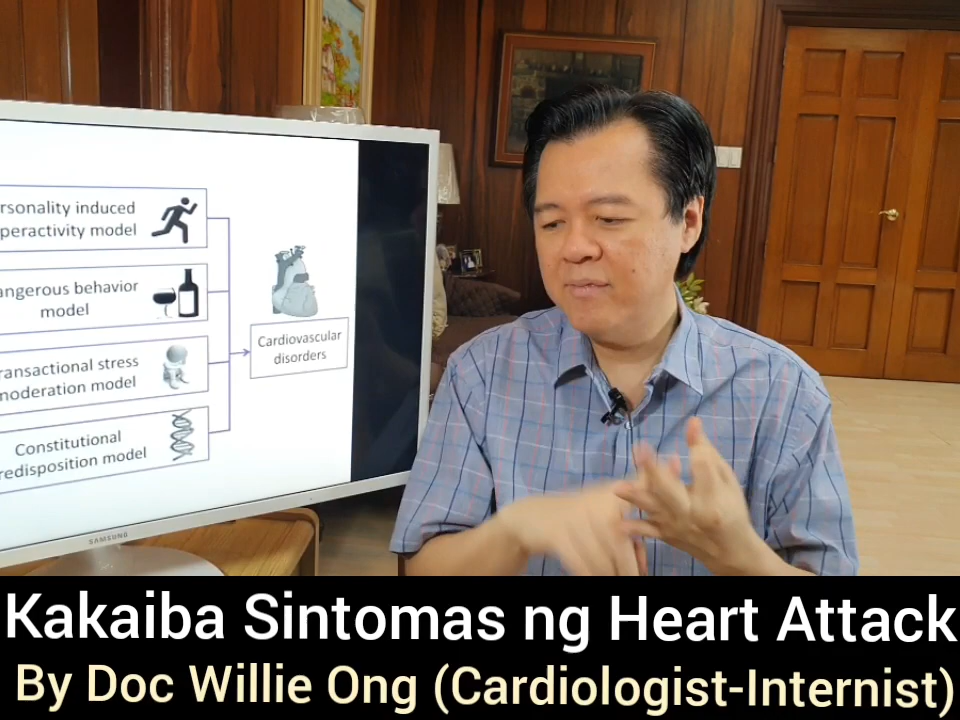 rsonality induced
peractivity model
angerous behavior
model
ransactional stress
moderation model
Constitutional
redisposition model
Cardiovascular
disorders
SAMSUNG
Kakaiba Sintomas ng Heart Attack
By Doc Willie Ong (Cardiologist-Internist)